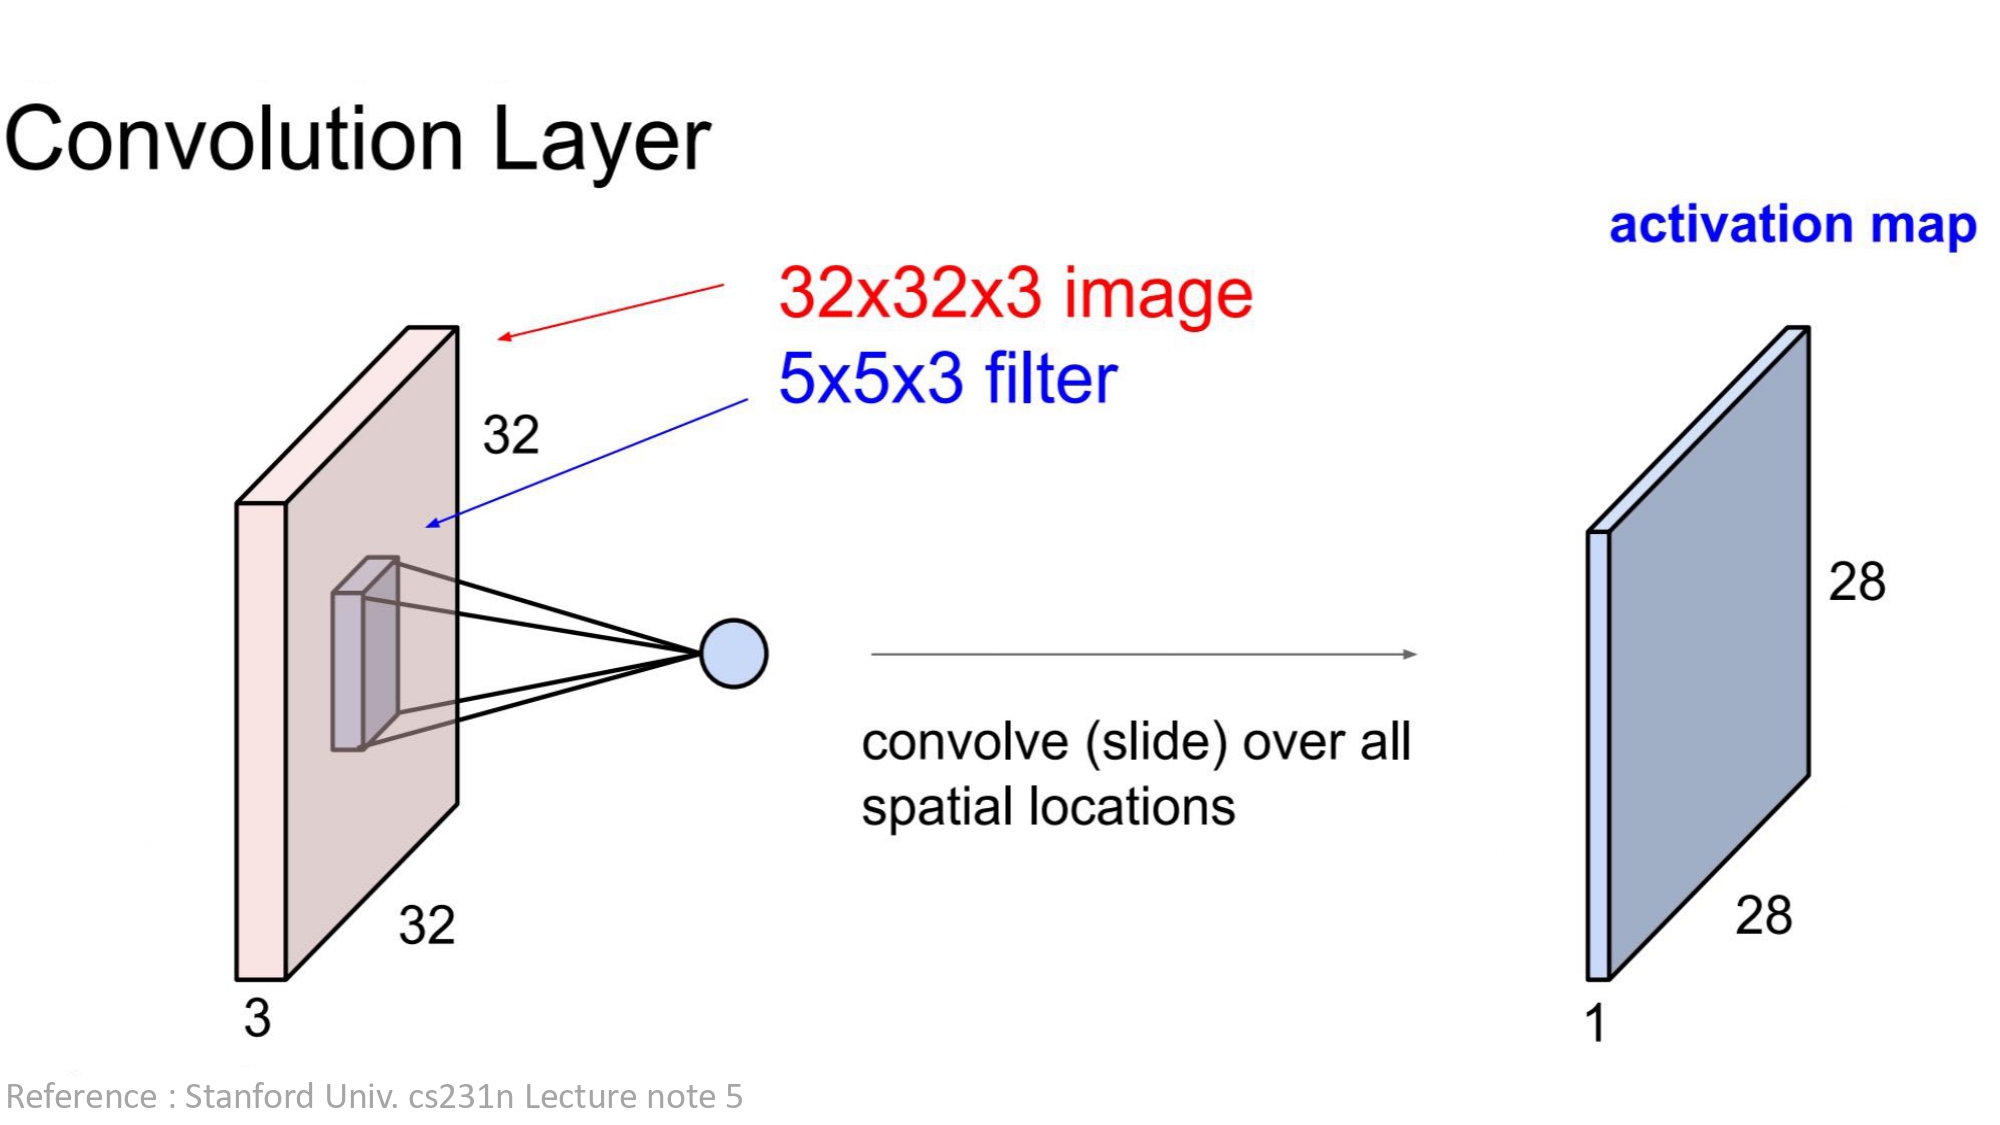 Convolution Layer
activation map
32x32x3 image
5x5x3 filter
32
32
3
convolve (slide) over all
spatial locations
28
28
1
Reference : Stanford Univ. cs231n Lecture note 5